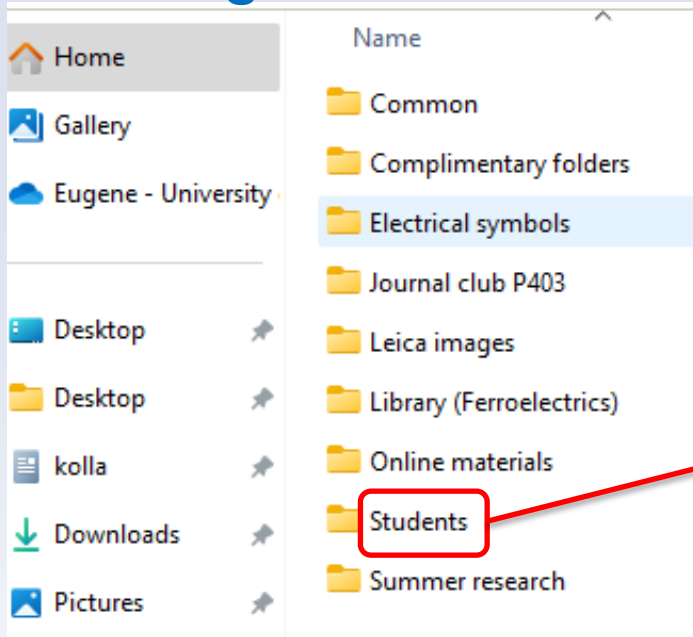 Home
Gallery
Eugene - University
Desktop
Desktop
kolla
Downloads
Pictures
Name
Common
Complimentary folders
Electrical symbols
Journal club P403
Leica images
Library (Ferroelectrics)
Online materials
Students
Summer research